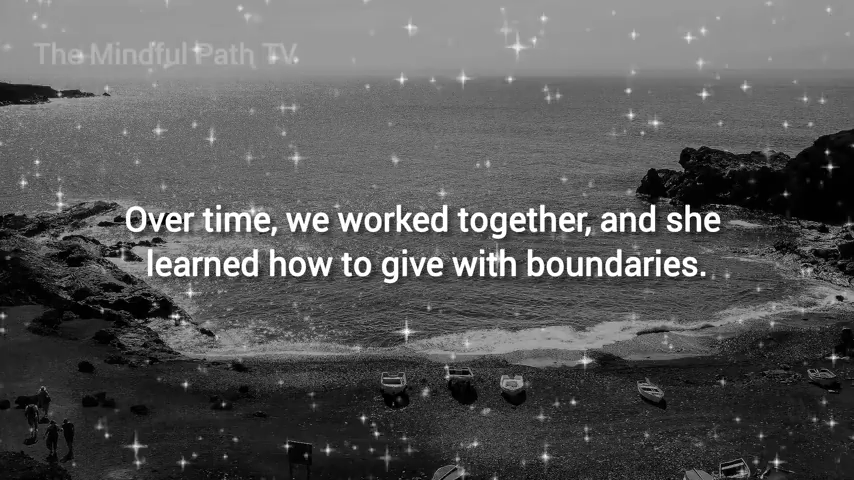 The Mindful Path TV
Over time, we worked together, and she
learned how to give with boundaries.